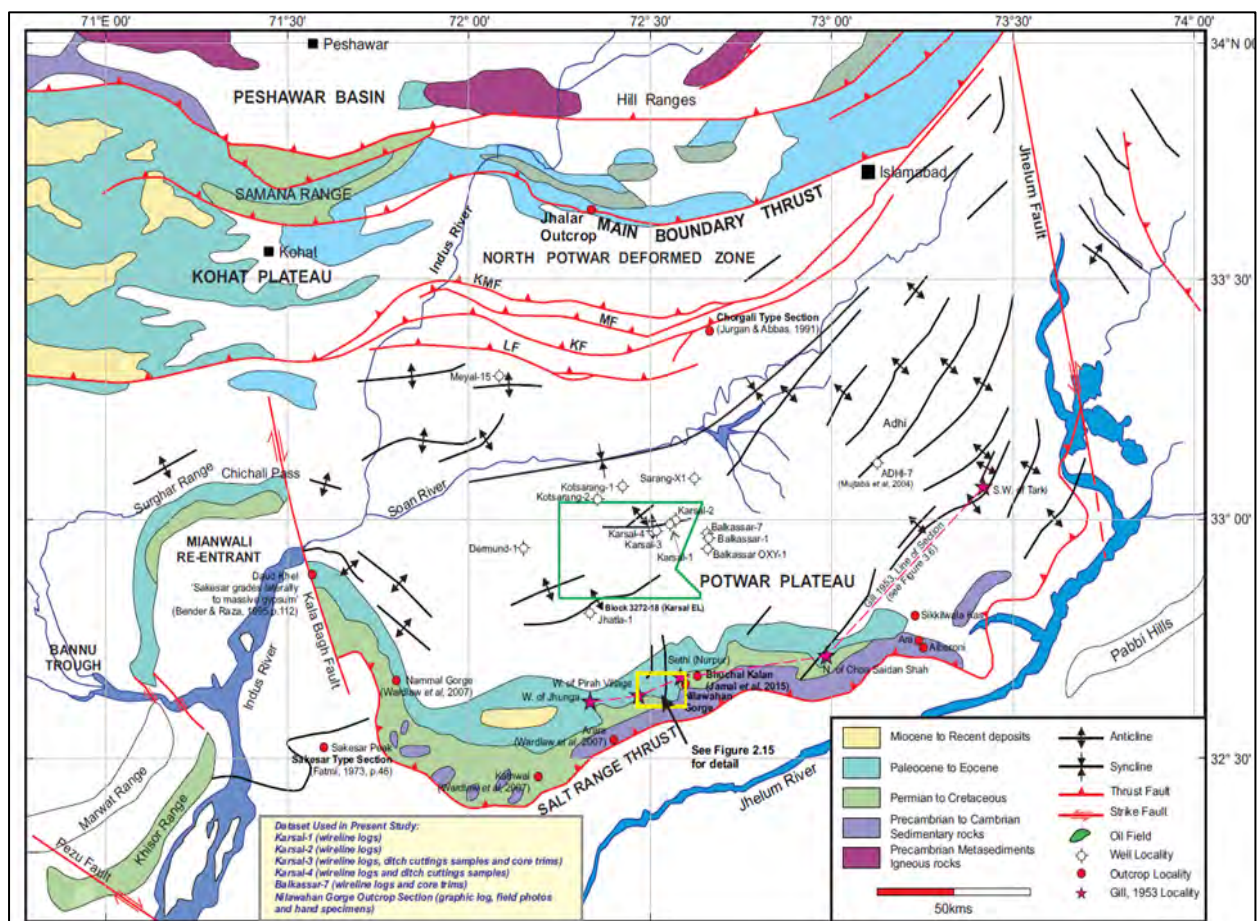 71°E 00'
71°30'
72°00'
72°30'
73°00'
73°30'
74°00'
34°N 00'
33°30'
33°00'
32°30'
Peshawar
PESHAWAR BASIN
Hill Ranges
SAMANA RANGE
Islamabad
Jhalar
Outcrop
MAIN BOUNDARY THRUST
Jhelum Fault
Indus River
Kohat
KOHAT PLATEAU
NORTH POTWAR DEFORMED ZONE
KMF
MF
KF
LF
Chorgali Type Section
(Jurgan & Abbas, 1991)
Meyal-15
Adhi
ADHI-7
(Mujtaba et al, 2004)
S.W. of Tarki
Surghar Range
Chichali Pass
Soan River
Kotsarang-1
Kotsarang-2
Sarang-X1
Karsal-2
Karsal-4
Karsal-3
Karsal-1
Balkassar-7
Balkassar-1
Balkassar OXY-1
Dermund-1
MIANWALI
RE-ENTRANT
Daud Khel
'Sakesar grades laterally
to massive gypsum'
(Bender & Raza, 1995 p.112)
Kala Bagh Fault
POTWAR PLATEAU
Gill 1953, Line of Section
(see Figure 3.6)
Block 3272-18 (Karsal EL)
Jhatla-1
Sikkilwala Kas
Ara
Alberoni
N. of Choa Saidan Shah
Pabbi Hills
BANNU
TROUGH
Indus River
Nammal Gorge
(Wardlaw et al, 2007)
Sethi (Nurpur)
Bhuchal Kalan
(Jamal et al, 2015)
W. of Pirah Village
W. of Jhunga
Nilawahan
Gorge
Amra
(Wardlaw et al, 2007)
See Figure 2.15
for detail
Sakesar Peak
Sakesar Type Section
(Fatmi, 1973, p.46)
Kathwai
(Wardlaw et al, 2007)
SALT RANGE THRUST
Jhelum River
Marwat Range
Khisor Range
Pezu Fault
Dataset Used in Present Study:
Karsal-1 (wireline logs)
Karsal-2 (wireline logs)
Karsal-3 (wireline logs, ditch cuttings samples and core trims)
Karsal-4 (wireline logs and ditch cuttings samples)
Balkassar-7 (wireline logs and core trims)
Nilawahan Gorge Outcrop Section (graphic log, field photos
and hand specimens)
Miocene to Recent deposits
Paleocene to Eocene
Permian to Cretaceous
Precambrian to Cambrian
Sedimentary rocks
Precambrian Metasediments
Igneous rocks
50kms
Anticline
Syncline
Thrust Fault
Strike Fault
Oil Field
Well Locality
Outcrop Locality
Gill, 1953 Locality